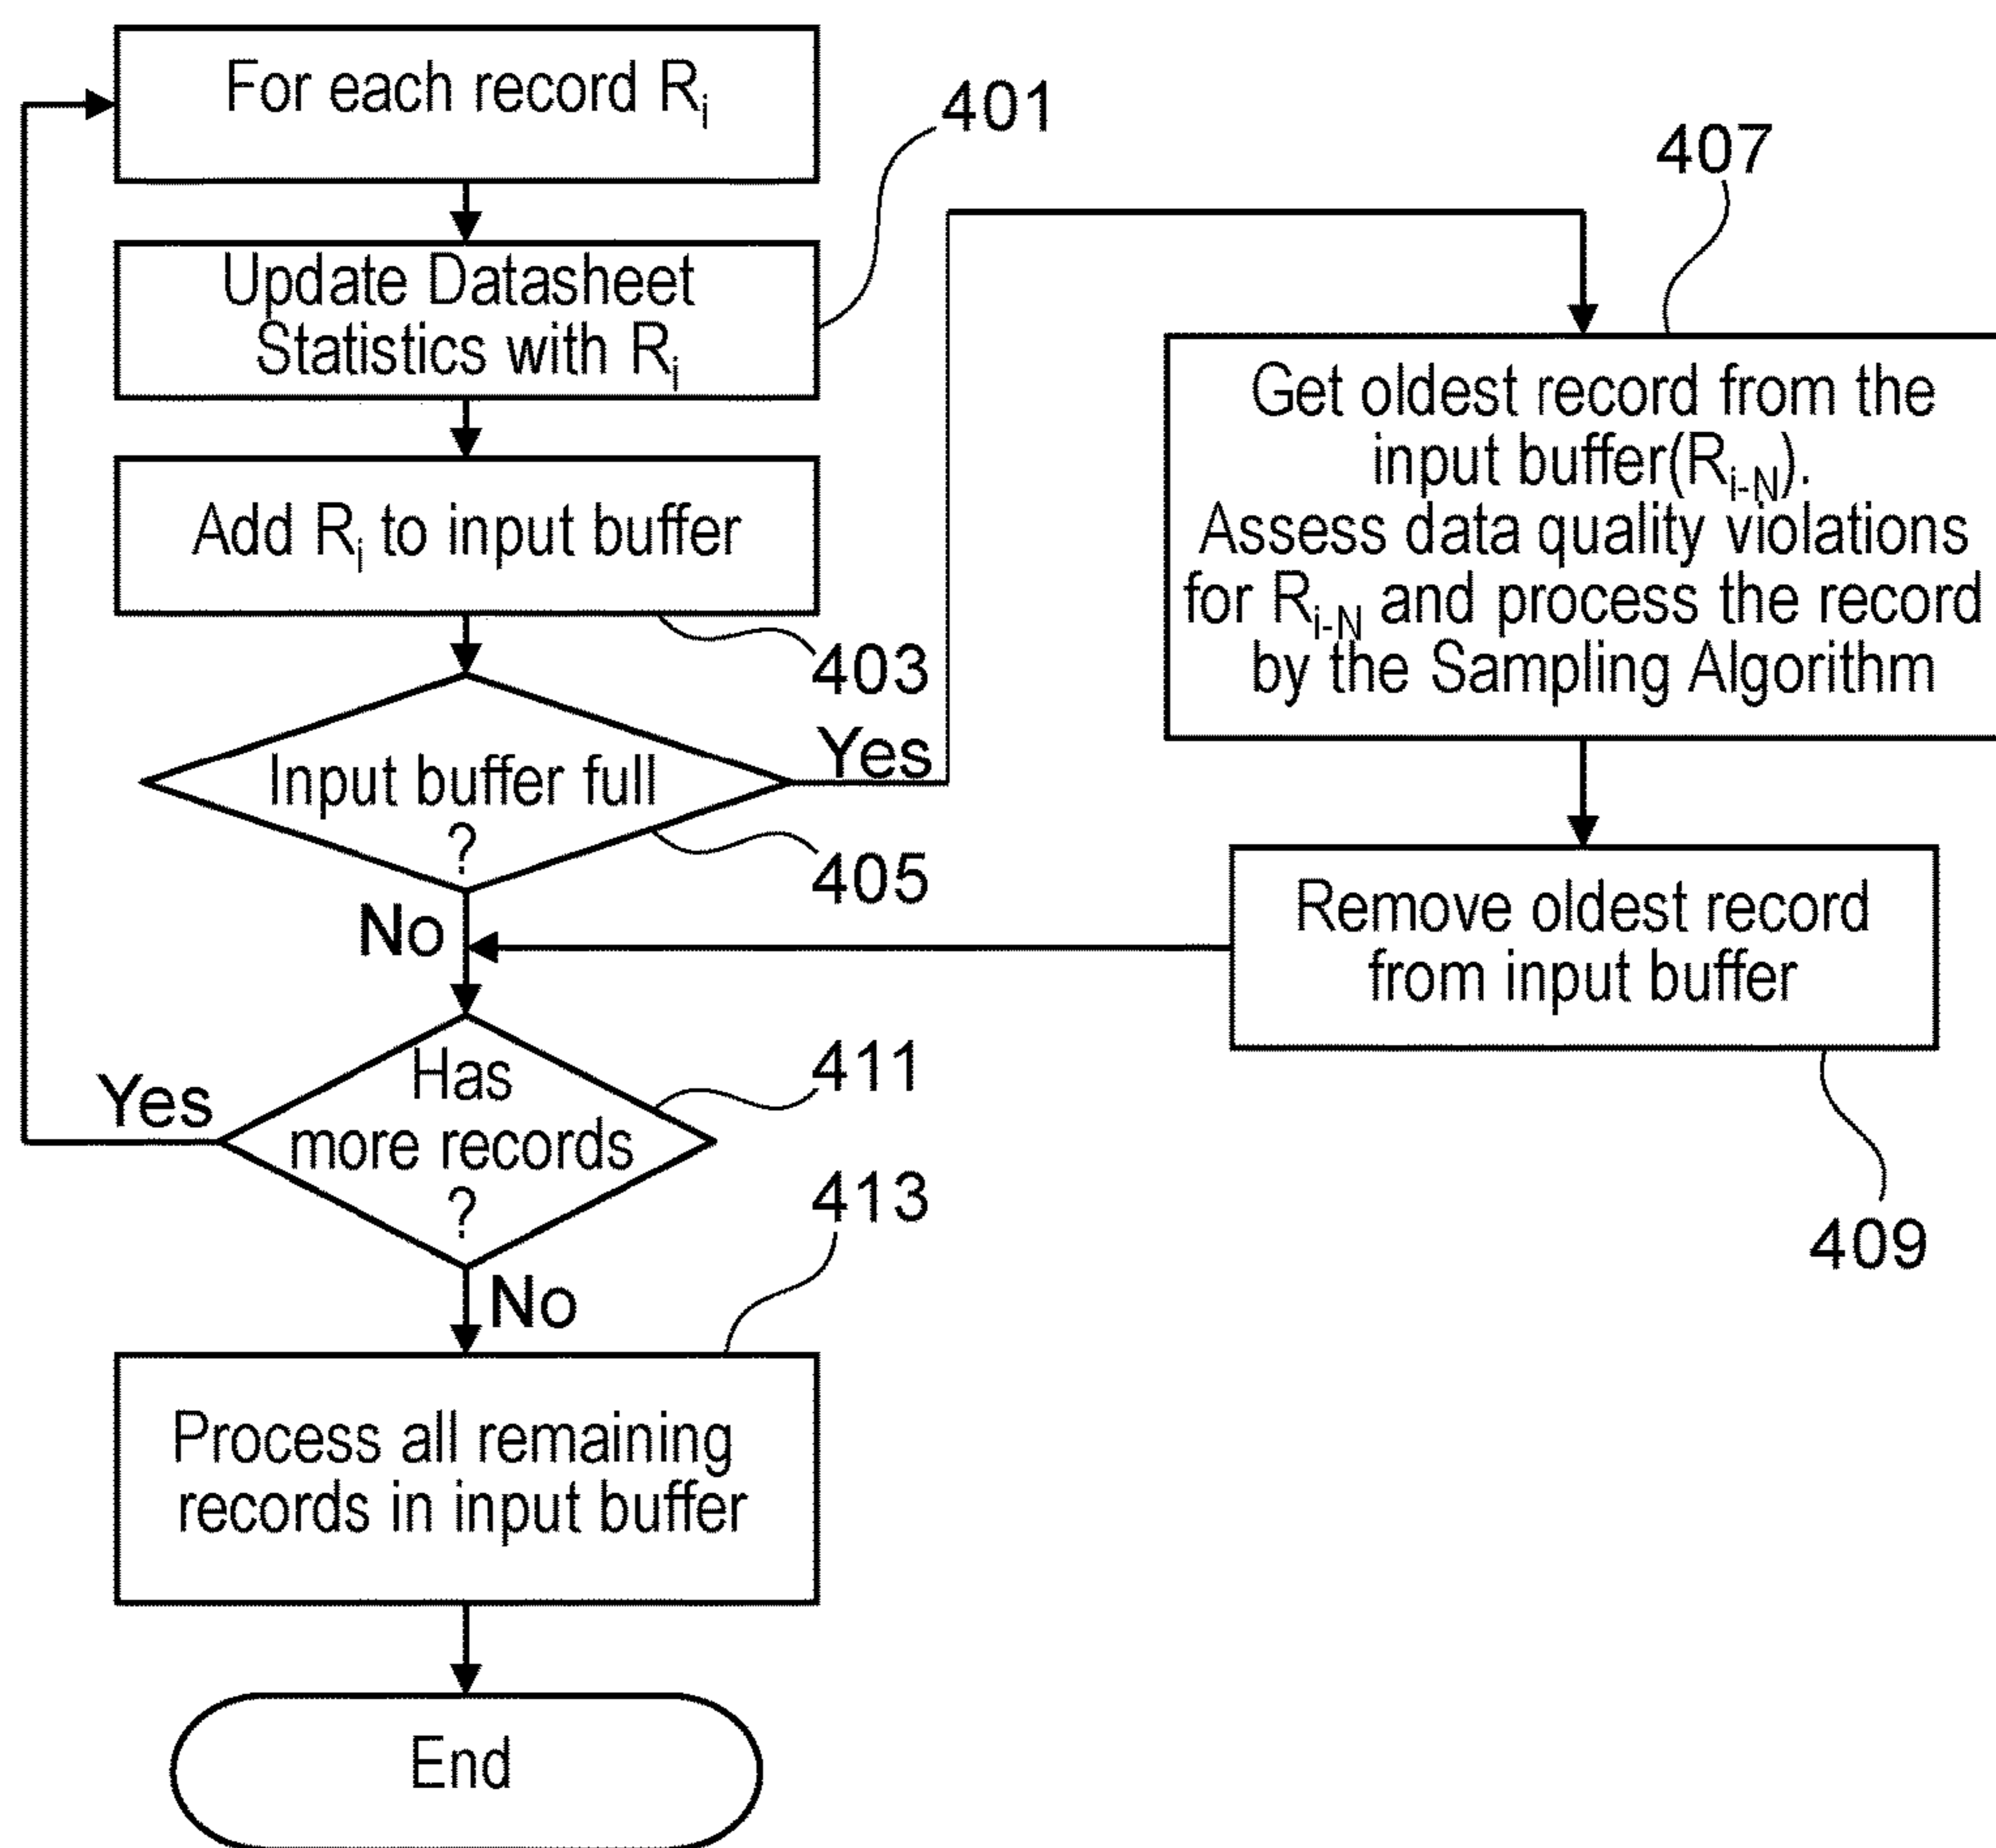 For each record Ri
401
Update Datasheet
Statistics with Ri
407
Get oldest record from the
input buffer(Ri-N).
Assess data quality violations
for Ri-N and process the record
by the Sampling Algorithm
Add Ri to input buffer
403
Input buffer full
?
Yes
405
No
Remove oldest record
from input buffer
409
Has
more records
?
411
Yes
No
413
Process all remaining
records in input buffer
End